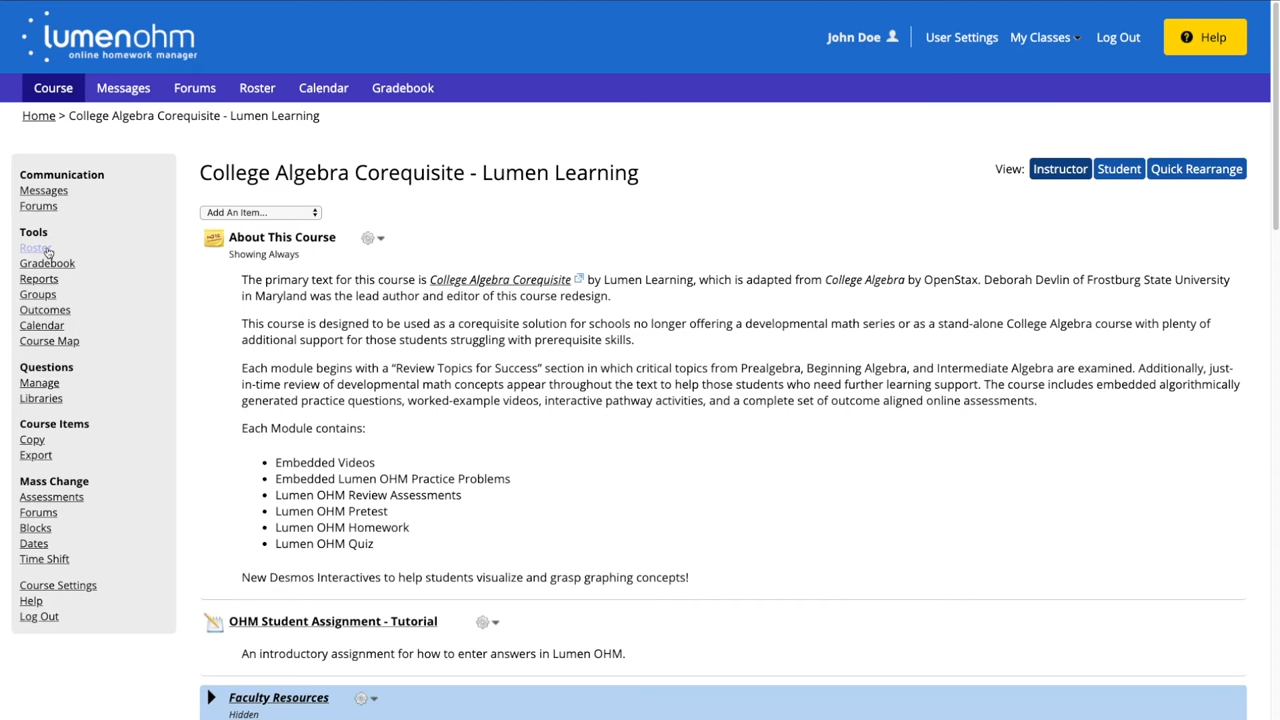 lumenohm
online homework manager
John Doe
User Settings
My Classes
Log Out
Help
Course
Messages
Forums
Roster
Calendar
Gradebook
Home > College Algebra Corequisite - Lumen Learning
Communication
Messages
Forums
Tools
Roster
Gradebook
Reports
Groups
Outcomes
Calendar
Course Map
Questions
Manage
Libraries
Course Items
Copy
Export
Mass Change
Assessments
Forums
Blocks
Dates
Time Shift
Course Settings
Help
Log Out
College Algebra Corequisite - Lumen Learning
View: Instructor Student Quick Rearrange
Add An Item...
About This Course
Showing Always
The primary text for this course is College Algebra Corequisite by Lumen Learning, which is adapted from College Algebra by OpenStax. Deborah Devlin of Frostburg State University
in Maryland was the lead author and editor of this course redesign.
This course is designed to be used as a corequisite solution for schools no longer offering a developmental math series or as a stand-alone College Algebra course with plenty of
additional support for those students struggling with prerequisite skills.
Each module begins with a “Review Topics for Success” section in which critical topics from Prealgebra, Beginning Algebra, and Intermediate Algebra are examined. Additionally, just-
in-time review of developmental math concepts appear throughout the text to help those students who need further learning support. The course includes embedded algorithmically
generated practice questions, worked-example videos, interactive pathway activities, and a complete set of outcome aligned online assessments.
Each Module contains:
• Embedded Videos
• Embedded Lumen OHM Practice Problems
• Lumen OHM Review Assessments
• Lumen OHM Pretest
• Lumen OHM Homework
• Lumen OHM Quiz
New Desmos Interactives to help students visualize and grasp graphing concepts!
OHM Student Assignment - Tutorial
An introductory assignment for how to enter answers in Lumen OHM.
Faculty Resources
Hidden